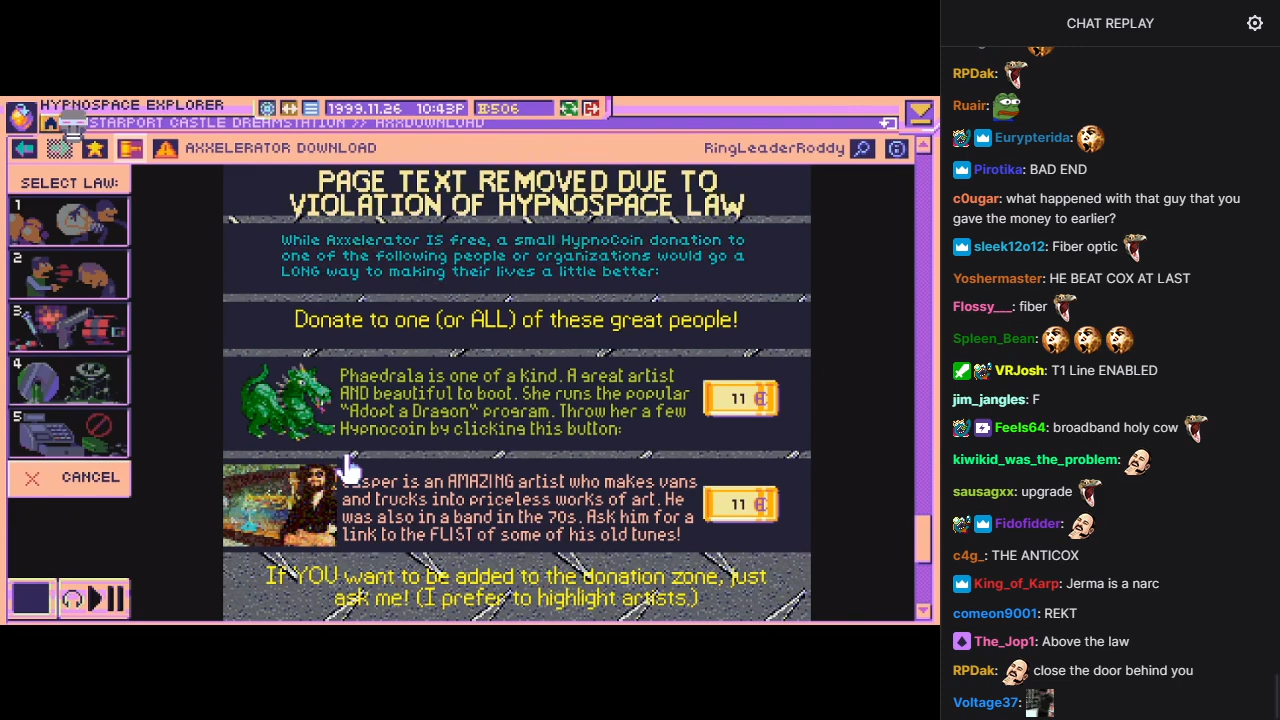 HYPNOSPACE EXPLORER
1999.11.26 10:43P
506
STARPORT CASTLE DREAMSTATION >> AXXDOWNLOAD
AXXELERATOR DOWNLOAD
RingLeaderRoddy
SELECT LAW:
1
2
3
4
5
CANCEL
PAGE TEXT REMOVED DUE TO
VIOLATION OF HYPNOSPACE LAW
While Axxelerator IS free, a small HypnoCoin donation to
one of the following people or organizations would go a
LONG way to making their lives a little better:
Donate to one (or ALL) of these great people!
Phaedrala is one of a kind. A great artist
AND beautiful to boot. She runs the popular
"Adopt a Dragon" program. Throw her a few
Hypnocoin by clicking this button:
11
asper is an AMAZING artist who makes vans
and trucks into priceless works of art. He
was also in a band in the 70s. Ask him for a
link to the FLIST of some of his old tunes!
11
If YOU want to be added to the donation zone, just
ask me! (I prefer to highlight artists.)
CHAT REPLAY
RPDak:
Ruair:
Eurypterida:
Pirotika: BAD END
c0ugar: what happened with that guy that you
gave the money to earlier?
sleek12o12: Fiber optic
Yoshermaster: HE BEAT COX AT LAST
Flossy___: fiber
Spleen_Bean:
VRJosh: T1 Line ENABLED
jim_jangles: F
Feels64: broadband holy cow
kiwikid_was_the_problem:
sausagxx: upgrade
Fidofidder:
c4g_: THE ANTICOX
King_of_Karp: Jerma is a narc
comeon9001: REKT
The_Jop1: Above the law
RPDak: close the door behind you
Voltage37: